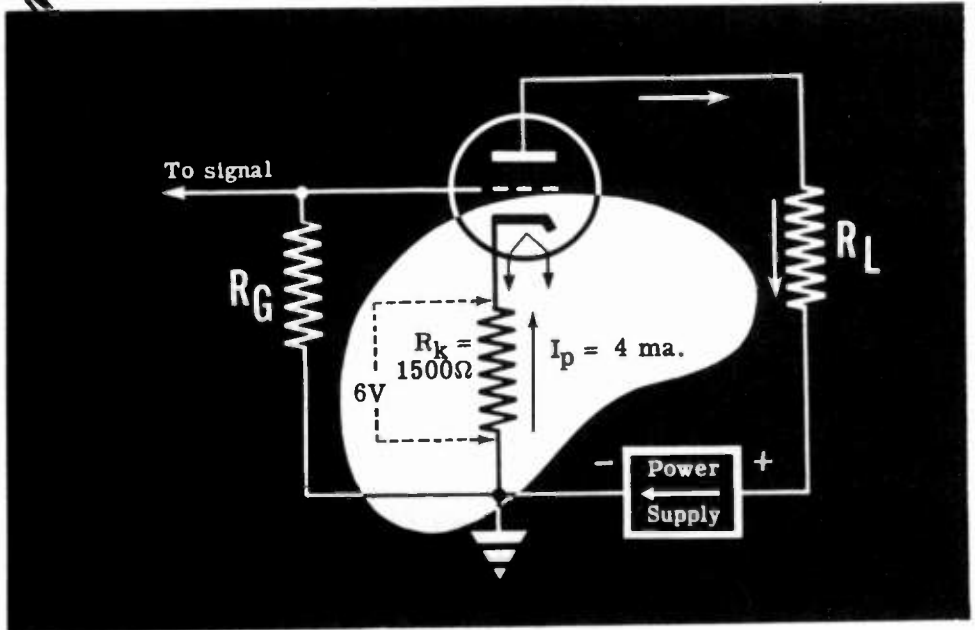 To signal
R_G
R_k =
1500Ω
6V
I_p = 4 ma.
R_L
- Power +
Supply